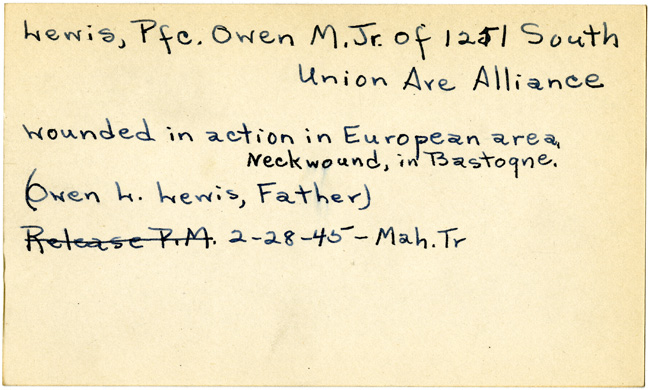 Lewis, Pfc. Owen M. Jr. of 1251 South
Union Ave Alliance
wounded in action in European area,
Neckwound, in Bastogne.
(Owen L. Lewis, Father)
Release P.M. 2-28-45-Mah. Tr